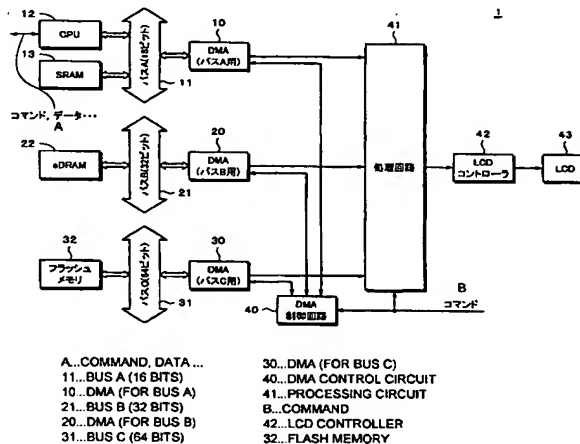 12
CPU
13
SRAM
コマンド, データ・・・
A
バスA(16ビット)
11
10
DMA
(バスA用)
1
41
処理回路
22
eDRAM
バスB(32ビット)
21
20
DMA
(バスB用)
42
LCD
コントローラ
43
LCD
32
フラッシュ
メモリ
バスC(64ビット)
31
30
DMA
(バスC用)
40
DMA
制御回路
B
コマンド
A...COMMAND, DATA ...
11...BUS A (16 BITS)
10...DMA (FOR BUS A)
21...BUS B (32 BITS)
20...DMA (FOR BUS B)
31...BUS C (64 BITS)
30...DMA (FOR BUS C)
40...DMA CONTROL CIRCUIT
41...PROCESSING CIRCUIT
B...COMMAND
42...LCD CONTROLLER
32...FLASH MEMORY